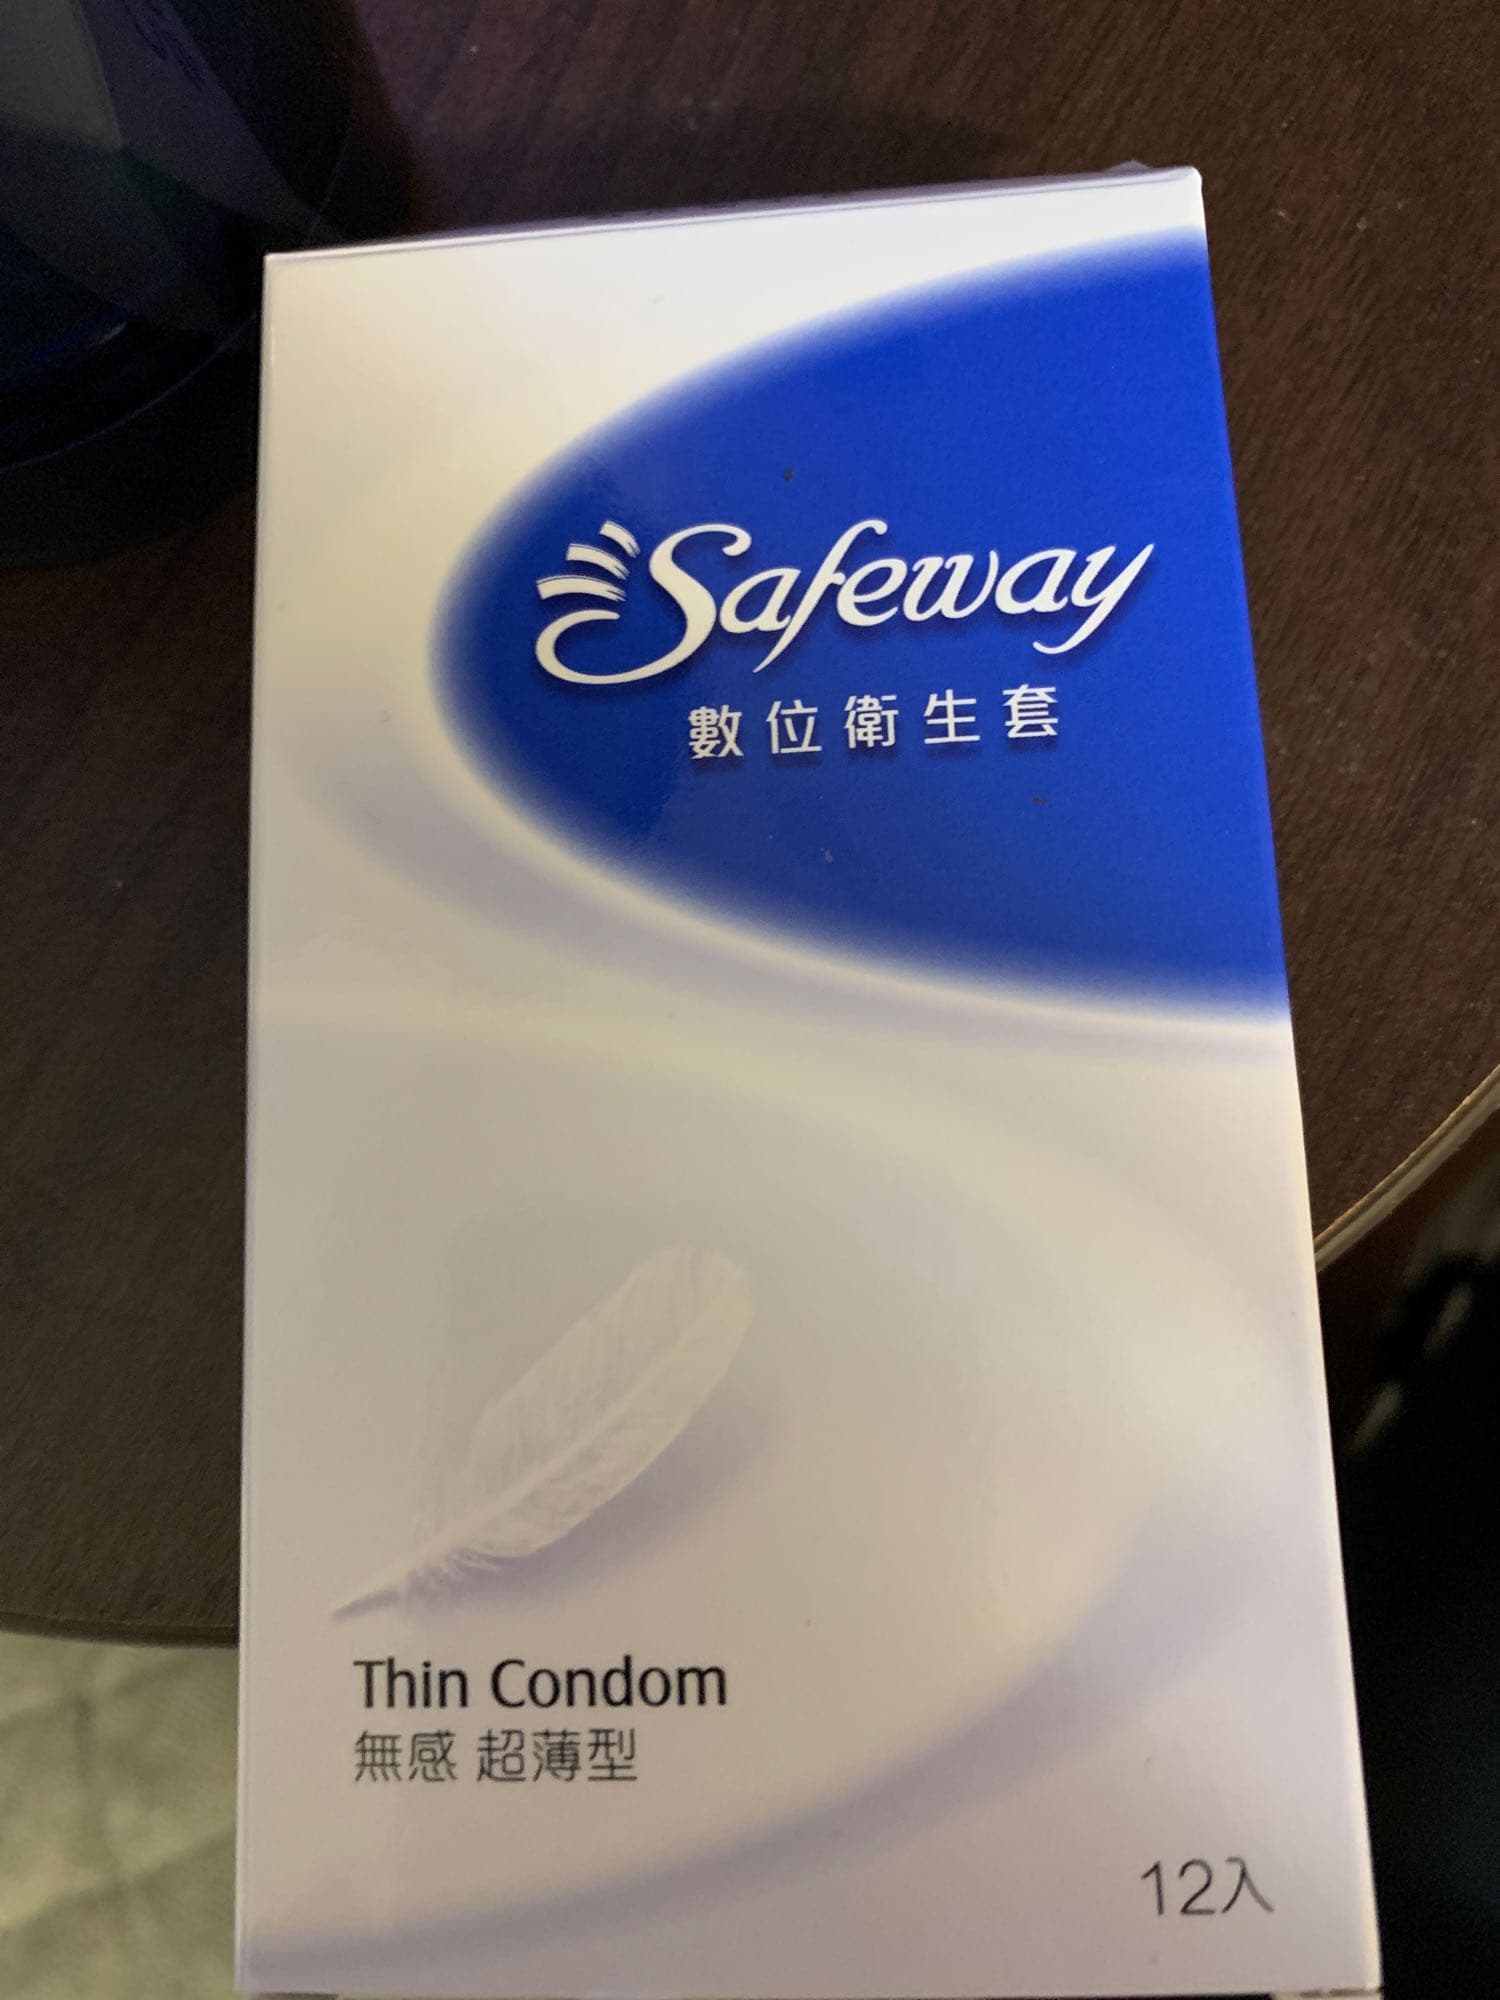 Safeway
數位衛生套
Thin Condom
無感 超薄型
12入